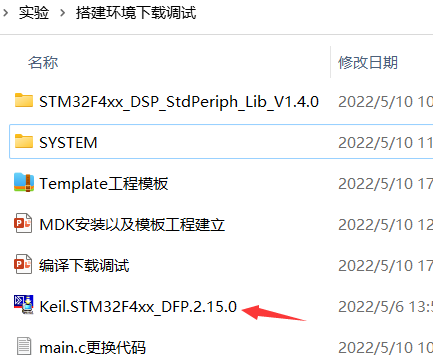 实验 > 搭建环境下载调试
名称 修改日期
STM32F4xx_DSP_StdPeriph_Lib_V1.4.0 2022/5/10 10
SYSTEM 2022/5/10 11
Template工程模板 2022/5/10 17
MDK安装以及模板工程建立 2022/5/10 17
编译下载调试 2022/5/10 17
Keil.STM32F4xx_DFP.2.15.0 2022/5/6 13:5
main.c更换代码 2022/5/10 10